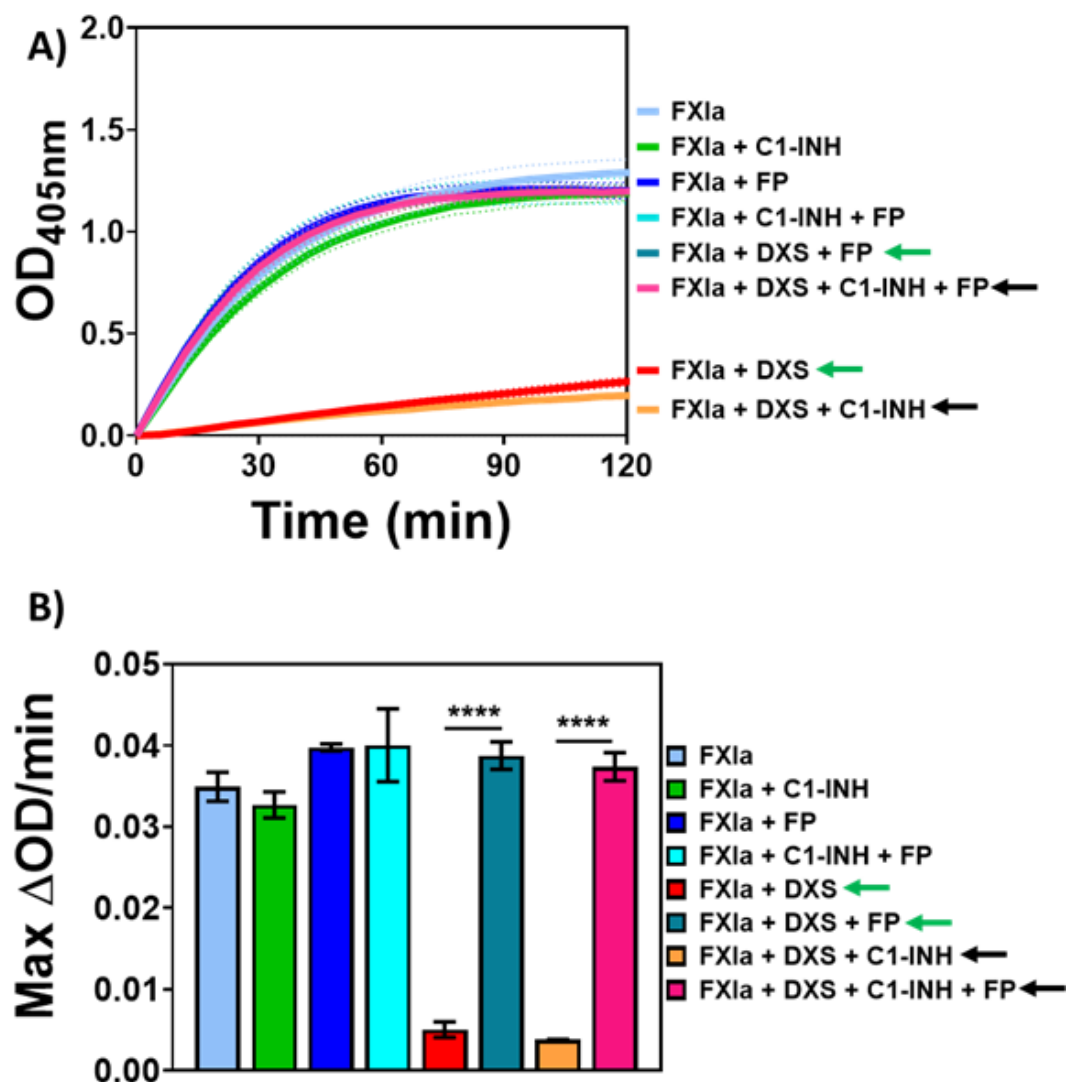 A)
2.0
1.5
1.0
0.5
0.0
OD405nm
0
30
60
90
120
Time (min)
FXIa
FXIa + C1-INH
FXIa + FP
FXIa + C1-INH + FP
FXIa + DXS + FP
FXIa + DXS + C1-INH + FP
FXIa + DXS
FXIa + DXS + C1-INH
B)
0.05
0.04
0.03
0.02
0.01
0.00
Max ΔOD/min
****
****
FXIa
FXIa + C1-INH
FXIa + FP
FXIa + C1-INH + FP
FXIa + DXS
FXIa + DXS + FP
FXIa + DXS + C1-INH
FXIa + DXS + C1-INH + FP